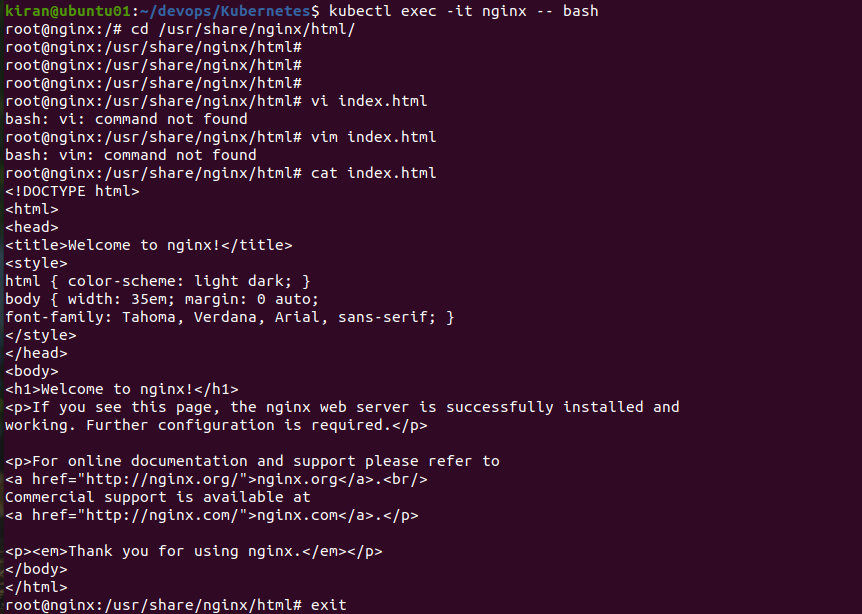 kiran@ubuntu01:~/devops/Kubernetes$ kubectl exec -it nginx -- bash
root@nginx:/# cd /usr/share/nginx/html/
root@nginx:/usr/share/nginx/html#
root@nginx:/usr/share/nginx/html#
root@nginx:/usr/share/nginx/html#
root@nginx:/usr/share/nginx/html# vi index.html
bash: vi: command not found
root@nginx:/usr/share/nginx/html# vim index.html
bash: vim: command not found
root@nginx:/usr/share/nginx/html# cat index.html
<!DOCTYPE html>
<html>
<head>
<title>Welcome to nginx!</title>
<style>
html { color-scheme: light dark; }
body { width: 35em; margin: 0 auto;
font-family: Tahoma, Verdana, Arial, sans-serif; }
</style>
</head>
<body>
<h1>Welcome to nginx!</h1>
<p>If you see this page, the nginx web server is successfully installed and
working. Further configuration is required.</p>

<p>For online documentation and support please refer to
<a href="http://nginx.org/">nginx.org</a>.<br/>
Commercial support is available at
<a href="http://nginx.com/">nginx.com</a>.</p>

<p><em>Thank you for using nginx.</em></p>
</body>
</html>
root@nginx:/usr/share/nginx/html# exit